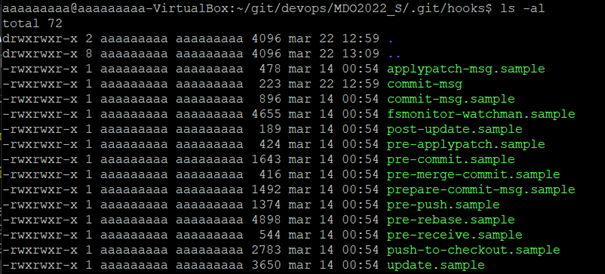 aaaaaaaaa@aaaaaaaaa-VirtualBox:~/git/devops/MDO2022_S/.git/hooks$ ls -al
total 72
drwxrwxr-x 2 aaaaaaaaa aaaaaaaaa 4096 mar 22 12:59 .
drwxrwxr-x 8 aaaaaaaaa aaaaaaaaa 4096 mar 22 13:09 ..
-rwxrwxr-x 1 aaaaaaaaa aaaaaaaaa 478 mar 14 00:54 applypatch-msg.sample
-rwxrwxr-x 1 aaaaaaaaa aaaaaaaaa 223 mar 22 12:59 commit-msg
-rwxrwxr-x 1 aaaaaaaaa aaaaaaaaa 896 mar 14 00:54 commit-msg.sample
-rwxrwxr-x 1 aaaaaaaaa aaaaaaaaa 4655 mar 14 00:54 fsmonitor-watchman.sample
-rwxrwxr-x 1 aaaaaaaaa aaaaaaaaa 189 mar 14 00:54 post-update.sample
-rwxrwxr-x 1 aaaaaaaaa aaaaaaaaa 424 mar 14 00:54 pre-applypatch.sample
-rwxrwxr-x 1 aaaaaaaaa aaaaaaaaa 1643 mar 14 00:54 pre-commit.sample
-rwxrwxr-x 1 aaaaaaaaa aaaaaaaaa 416 mar 14 00:54 pre-merge-commit.sample
-rwxrwxr-x 1 aaaaaaaaa aaaaaaaaa 1492 mar 14 00:54 prepare-commit-msg.sample
-rwxrwxr-x 1 aaaaaaaaa aaaaaaaaa 1374 mar 14 00:54 pre-push.sample
-rwxrwxr-x 1 aaaaaaaaa aaaaaaaaa 4898 mar 14 00:54 pre-rebase.sample
-rwxrwxr-x 1 aaaaaaaaa aaaaaaaaa 544 mar 14 00:54 pre-receive.sample
-rwxrwxr-x 1 aaaaaaaaa aaaaaaaaa 2783 mar 14 00:54 push-to-checkout.sample
-rwxrwxr-x 1 aaaaaaaaa aaaaaaaaa 3650 mar 14 00:54 update.sample